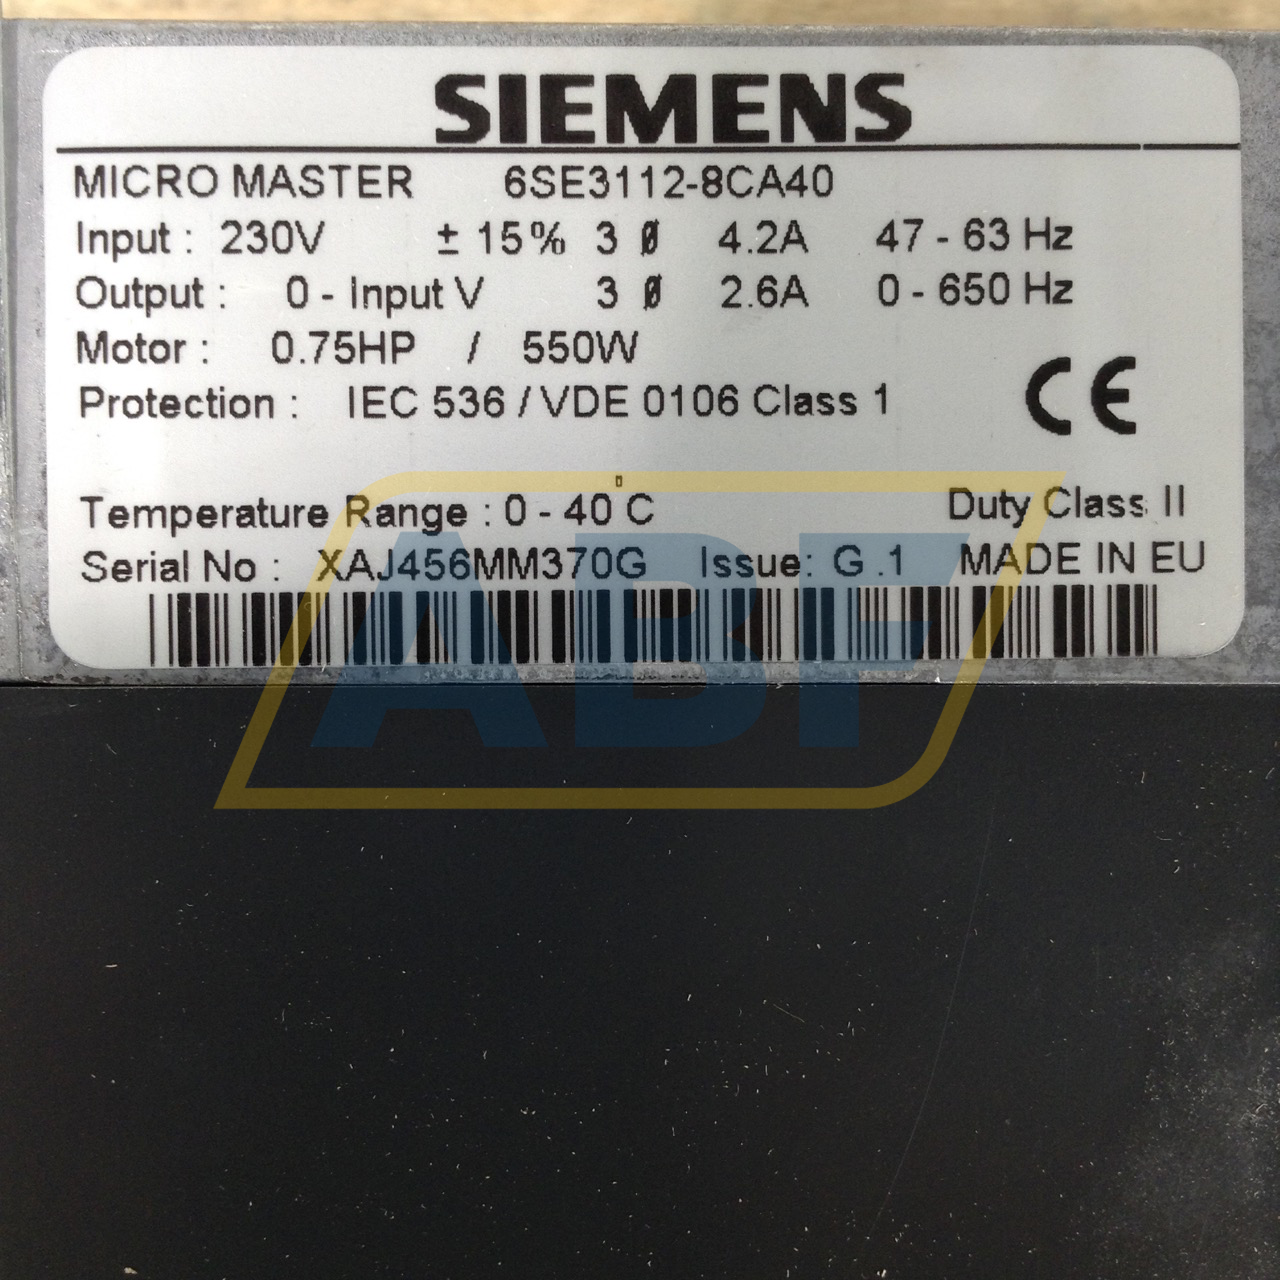 SIEMENS
MICRO MASTER 6SE3112-8CA40
Input : 230V ± 15% 3 Ø 4.2A 47 - 63 Hz
Output : 0 - Input V 3 Ø 2.6A 0 - 650 Hz
Motor : 0.75HP / 550W
Protection : IEC 536 / VDE 0106 Class 1
CE
Temperature Range : 0 - 40°C Duty Class II
Serial No : XAJ456MM370G Issue: G .1 MADE IN EU
ABF